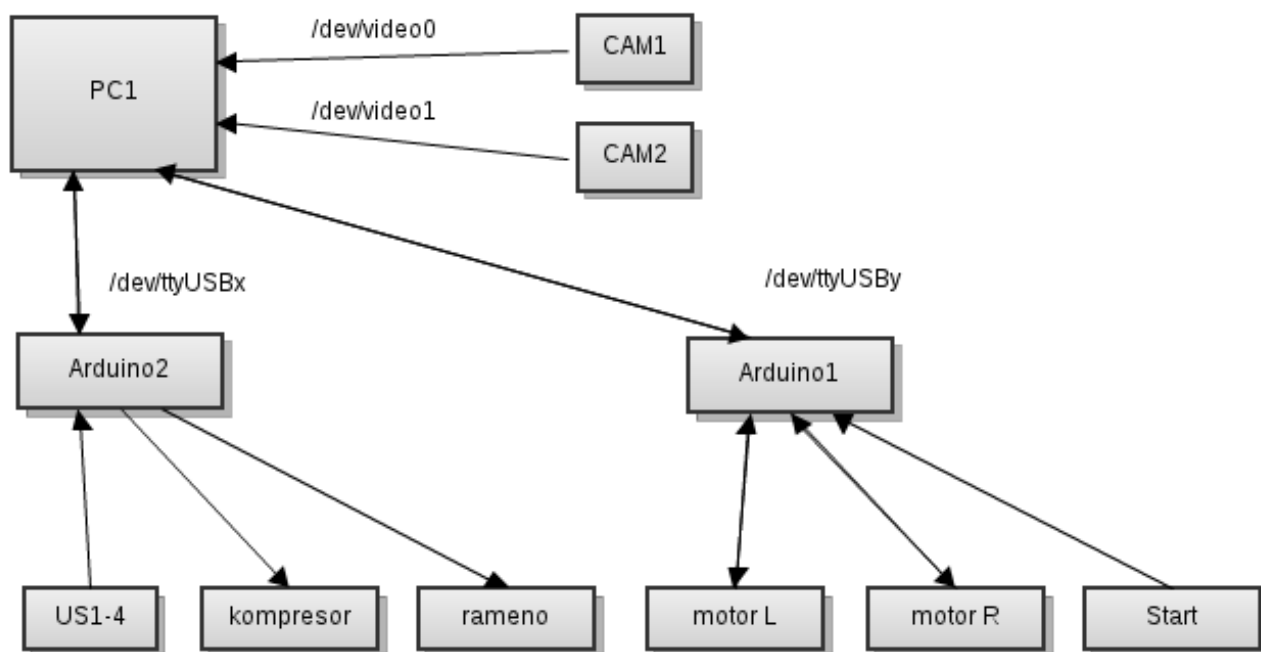 /dev/video0
CAM1
PC1
/dev/video1
CAM2
/dev/ttyUSBx
/dev/ttyUSBy
Arduino2
Arduino1
US1-4
kompresor
rameno
motor L
motor R
Start